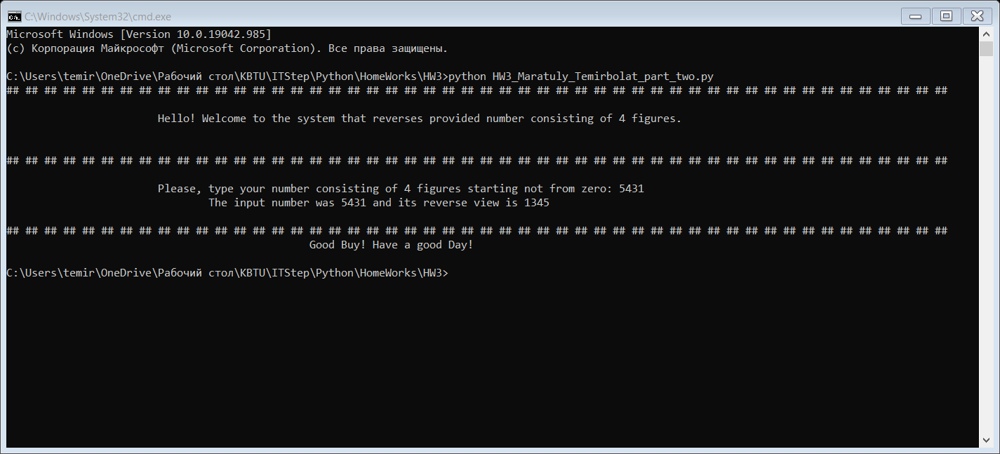 C:\Windows\System32\cmd.exe
Microsoft Windows [Version 10.0.19042.985]
(c) Корпорация Майкрософт (Microsoft Corporation). Все права защищены.
C:\Users\temir\OneDrive\Рабочий стол\KBTU\ITStep\Python\HomeWorks\HW3>python HW3_Maratuly_Temirbolat_part_two.py
## ## ## ## ## ## ## ## ## ## ## ## ## ## ## ## ## ## ## ## ## ## ## ## ## ## ## ## ## ## ## ## ## ## ## ## ## ## ## ## ## ## ## ## ## ## ## ## ## ##
Hello! Welcome to the system that reverses provided number consisting of 4 figures.
## ## ## ## ## ## ## ## ## ## ## ## ## ## ## ## ## ## ## ## ## ## ## ## ## ## ## ## ## ## ## ## ## ## ## ## ## ## ## ## ## ## ## ## ## ## ## ## ## ##
Please, type your number consisting of 4 figures starting not from zero: 5431
The input number was 5431 and its reverse view is 1345
## ## ## ## ## ## ## ## ## ## ## ## ## ## ## ## ## ## ## ## ## ## ## ## ## ## ## ## ## ## ## ## ## ## ## ## ## ## ## ## ## ## ## ## ## ## ## ## ## ##
Good Buy! Have a good Day!
C:\Users\temir\OneDrive\Рабочий стол\KBTU\ITStep\Python\HomeWorks\HW3>